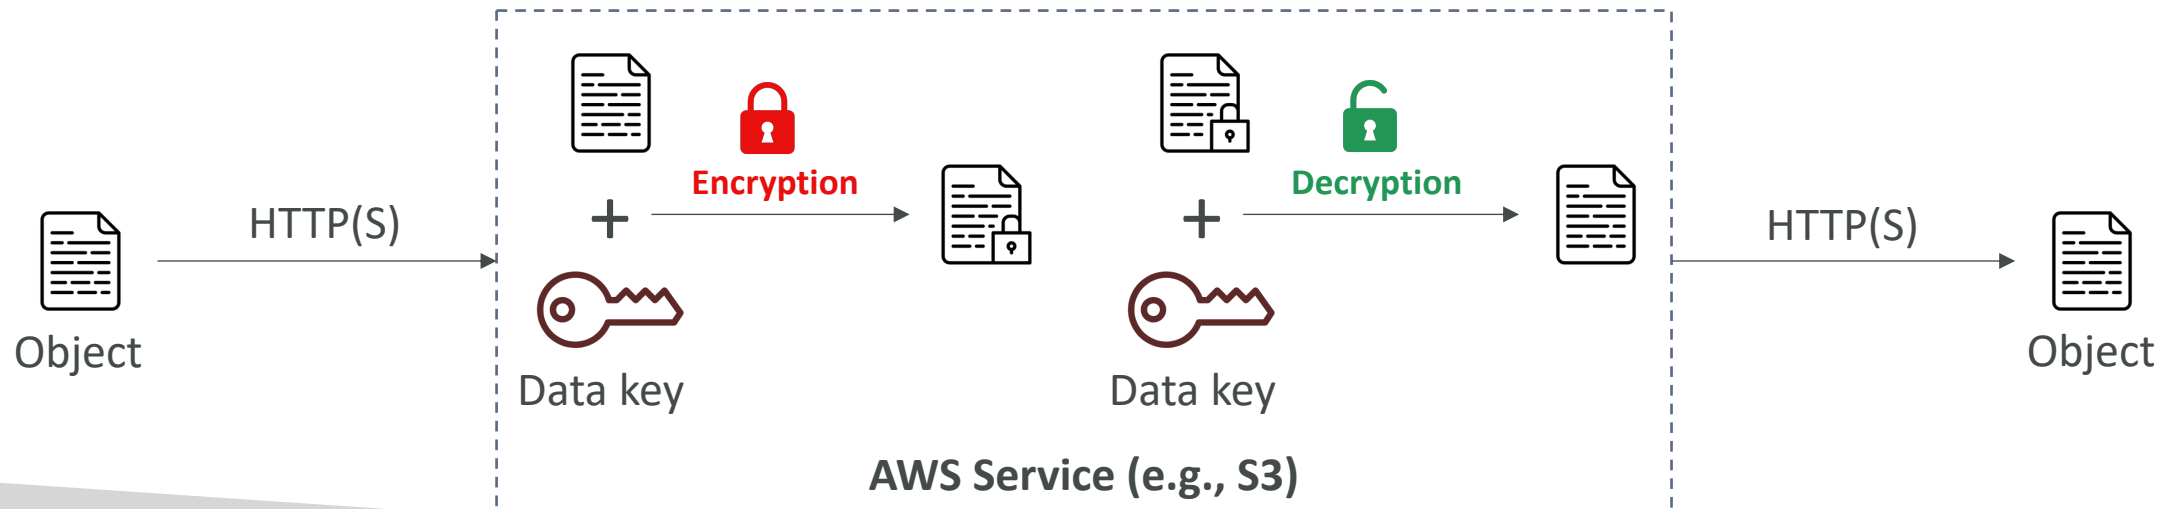 Object
HTTP(S)
Encryption
Data key
Decryption
Data key
AWS Service (e.g., S3)
HTTP(S)
Object